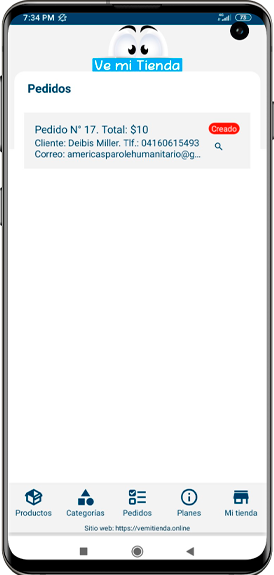 7:34 PM
73
Ve mi Tienda
Pedidos
Pedido N° 17. Total: $10
Creado
Cliente: Deibis Miller. Tlf.: 04160615493
Correo: americasparolehumanitario@g...
Productos
Categorias
Pedidos
Planes
Mi tienda
Sitio web: https://vemitienda.online